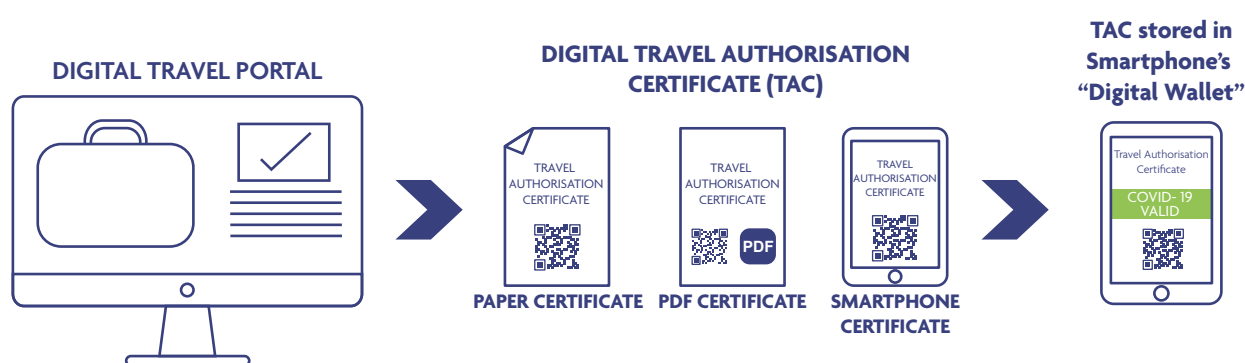 DIGITAL TRAVEL PORTAL
DIGITAL TRAVEL AUTHORISATION
CERTIFICATE (TAC)
TRAVEL
AUTHORISATION
CERTIFICATE
PAPER CERTIFICATE
TRAVEL
AUTHORISATION
CERTIFICATE
PDF
PDF CERTIFICATE
TRAVEL
AUTHORISATION
CERTIFICATE
SMARTPHONE
CERTIFICATE
TAC stored in
Smartphone’s
“Digital Wallet”
Travel Authorisation
Certificate
COVID- 19
VALID